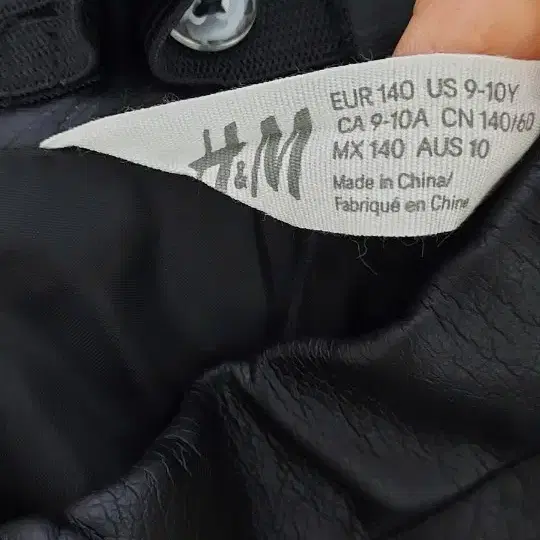 H&M
EUR 140 US 9-10Y
CA 9-10A CN 140/60
MX 140 AUS 10
Made in China/
Fabriqué en Chine